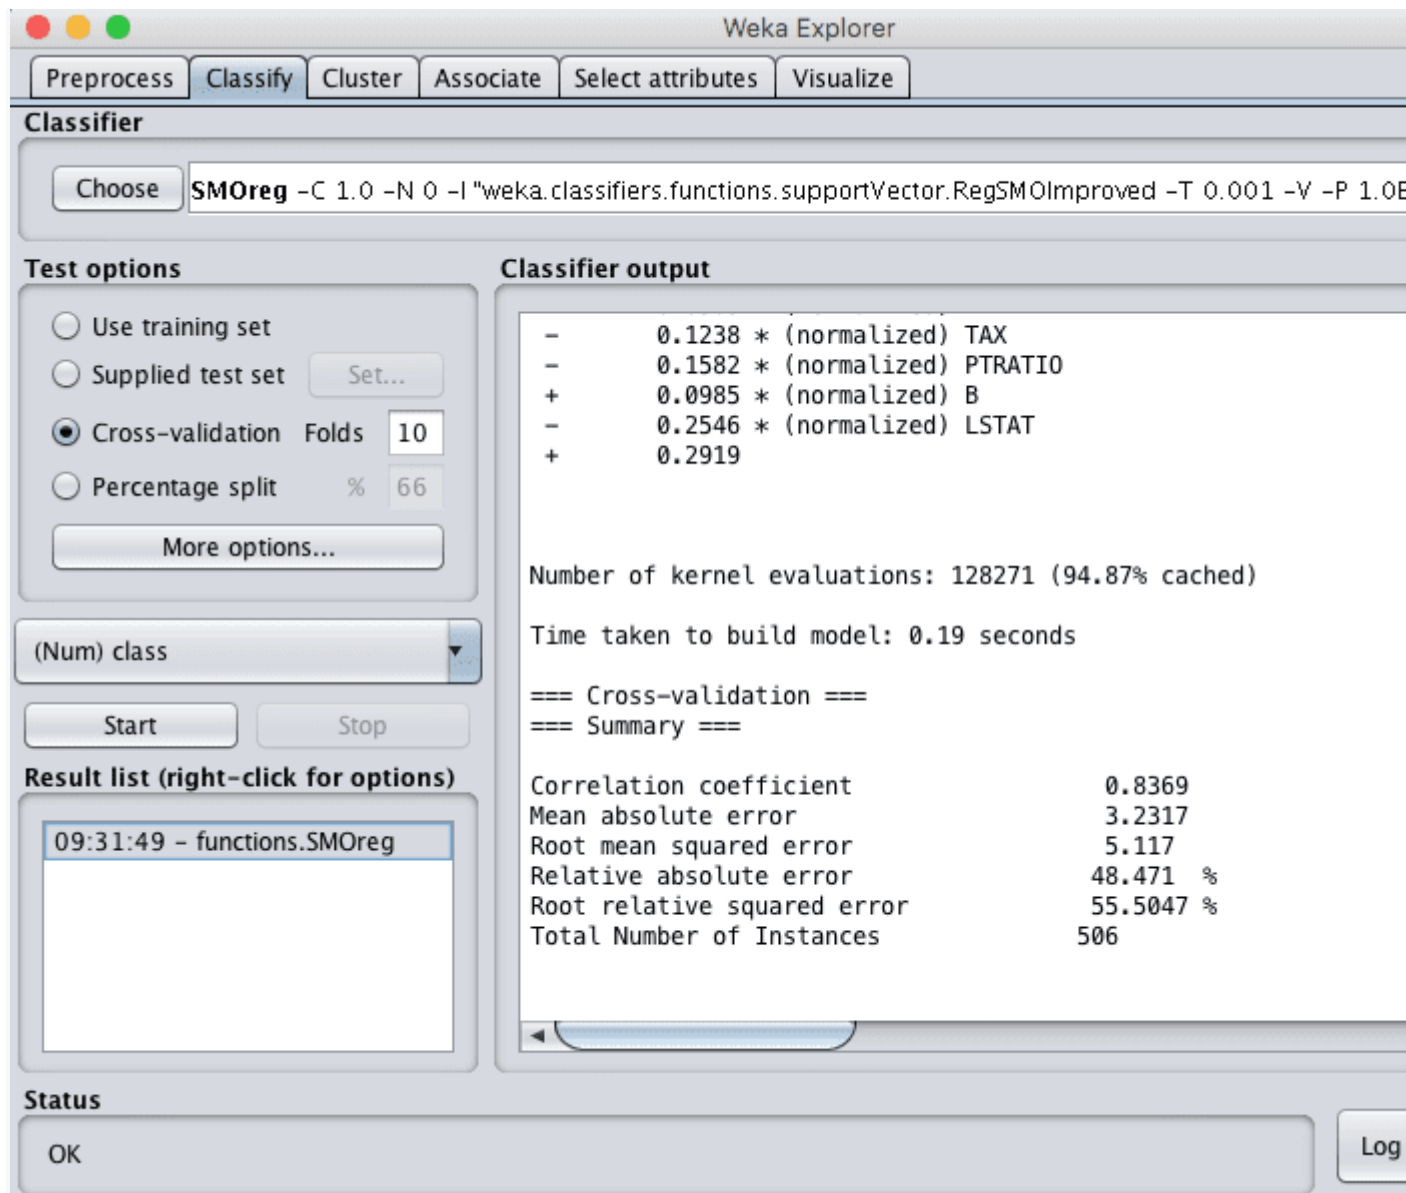 Weka Explorer
Preprocess Classify Cluster Associate Select attributes Visualize
Classifier
Choose SMOreg -C 1.0 -N 0 -I "weka.classifiers.functions.supportVector.RegSMOImproved -T 0.001 -V -P 1.0E
Test options
Use training set
Supplied test set Set...
Cross-validation Folds 10
Percentage split % 66
More options...
(Num) class
Start Stop
Result list (right-click for options)
09:31:49 - functions.SMOreg
Classifier output
- 0.1238 * (normalized) TAX
- 0.1582 * (normalized) PTRATIO
+ 0.0985 * (normalized) B
- 0.2546 * (normalized) LSTAT
+ 0.2919
Number of kernel evaluations: 128271 (94.87% cached)
Time taken to build model: 0.19 seconds
=== Cross-validation ===
=== Summary ===
Correlation coefficient 0.8369
Mean absolute error 3.2317
Root mean squared error 5.117
Relative absolute error 48.471 %
Root relative squared error 55.5047 %
Total Number of Instances 506
Status
OK
Log